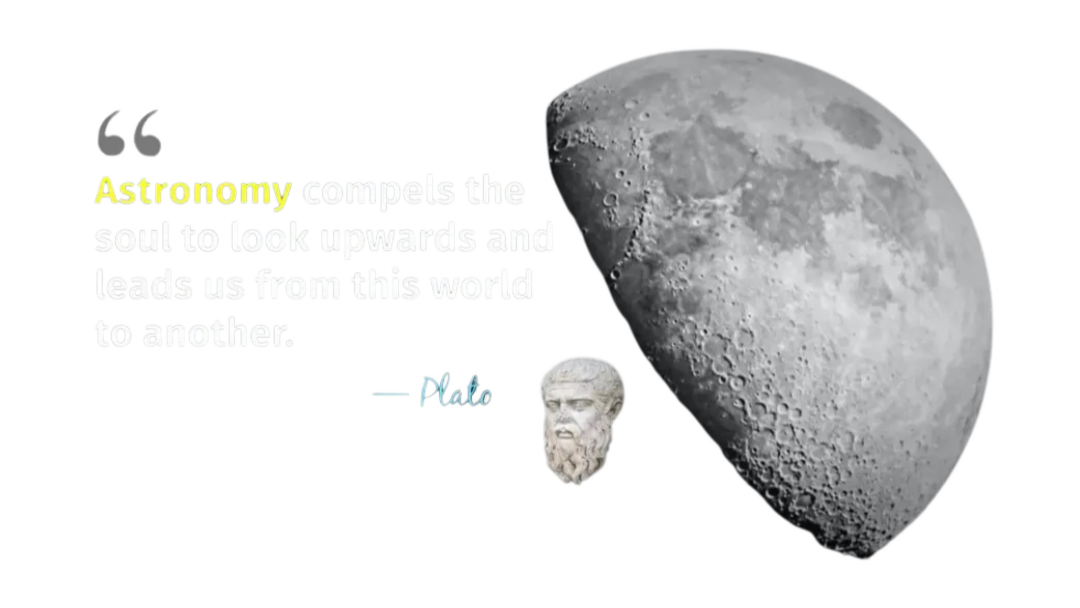 “
Astronomy compels the
soul to look upwards and
leads us from this world
to another.
— Plato